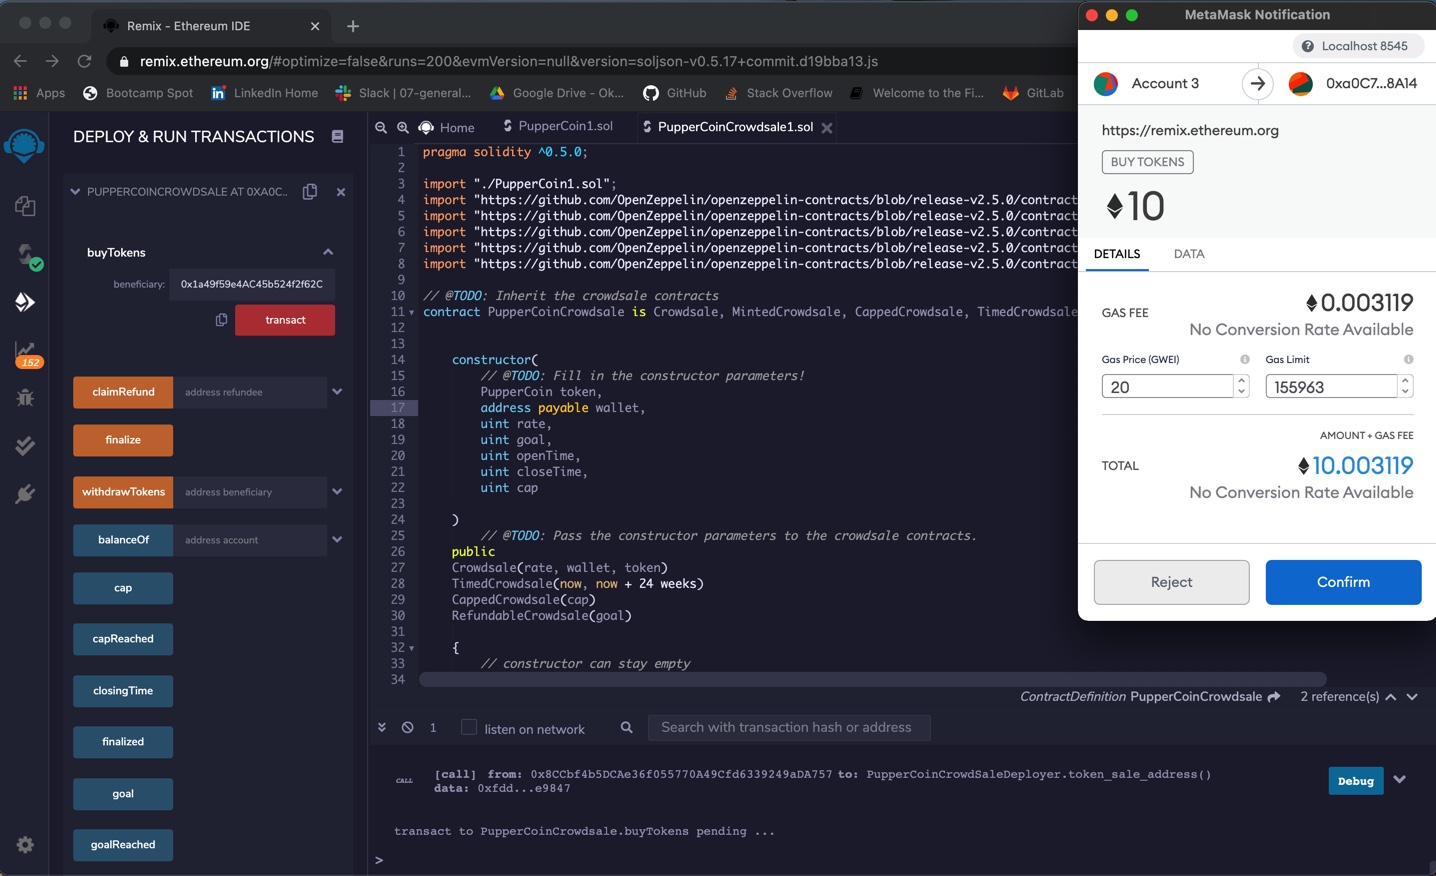 Remix - Ethereum IDE
remix.ethereum.org/#optimize=false&runs=200&evmVersion=null&version=soljson-v0.5.17+commit.d19bba13.js
Apps
Bootcamp Spot
LinkedIn Home
Slack | 07-general...
Google Drive - Ok...
GitHub
Stack Overflow
Welcome to the Fi...
GitLab
DEPLOY & RUN TRANSACTIONS
PUPPERCOINCROWDSALE AT 0XA0C...
buyTokens
beneficiary: 0x1a49f59e4AC45b524f2f62C
transact
152
claimRefund address refundee
finalize
withdrawTokens address beneficiary
balanceOf address account
cap
capReached
closingTime
finalized
goal
goalReached
Home
PupperCoin1.sol
PupperCoinCrowdsale1.sol
1 pragma solidity ^0.5.0;
2
3 import "./PupperCoin1.sol";
4 import "https://github.com/OpenZeppelin/openzeppelin-contracts/blob/release-v2.5.0/contract
5 import "https://github.com/OpenZeppelin/openzeppelin-contracts/blob/release-v2.5.0/contract
6 import "https://github.com/OpenZeppelin/openzeppelin-contracts/blob/release-v2.5.0/contract
7 import "https://github.com/OpenZeppelin/openzeppelin-contracts/blob/release-v2.5.0/contract
8 import "https://github.com/OpenZeppelin/openzeppelin-contracts/blob/release-v2.5.0/contract
9
10 // @TODO: Inherit the crowdsale contracts
11 contract PupperCoinCrowdsale is Crowdsale, MintedCrowdsale, CappedCrowdsale, TimedCrowdsale
12
13
14 constructor(
15 // @TODO: Fill in the constructor parameters!
16 PupperCoin token,
17 address payable wallet,
18 uint rate,
19 uint goal,
20 uint openTime,
21 uint closeTime,
22 uint cap
23
24 )
25 // @TODO: Pass the constructor parameters to the crowdsale contracts.
26 public
27 Crowdsale(rate, wallet, token)
28 TimedCrowdsale(now, now + 24 weeks)
29 CappedCrowdsale(cap)
30 RefundableCrowdsale(goal)
31
32 {
33 // constructor can stay empty
34
ContractDefinition PupperCoinCrowdsale 2 reference(s)
1 listen on network Search with transaction hash or address
CALL [call] from: 0x8CCbf4b5DCAe36f055770A49Cfd6339249aDA757 to: PupperCoinCrowdSaleDeployer.token_sale_address()
data: 0xfdd...e9847
Debug
transact to PupperCoinCrowdsale.buyTokens pending ...
>
MetaMask Notification
Localhost 8545
Account 3
0xa0C7...8A14
https://remix.ethereum.org
BUY TOKENS
10
DETAILS DATA
GAS FEE 0.003119
No Conversion Rate Available
Gas Price (GWEI) Gas Limit
20 155963
AMOUNT + GAS FEE
TOTAL 10.003119
No Conversion Rate Available
Reject Confirm